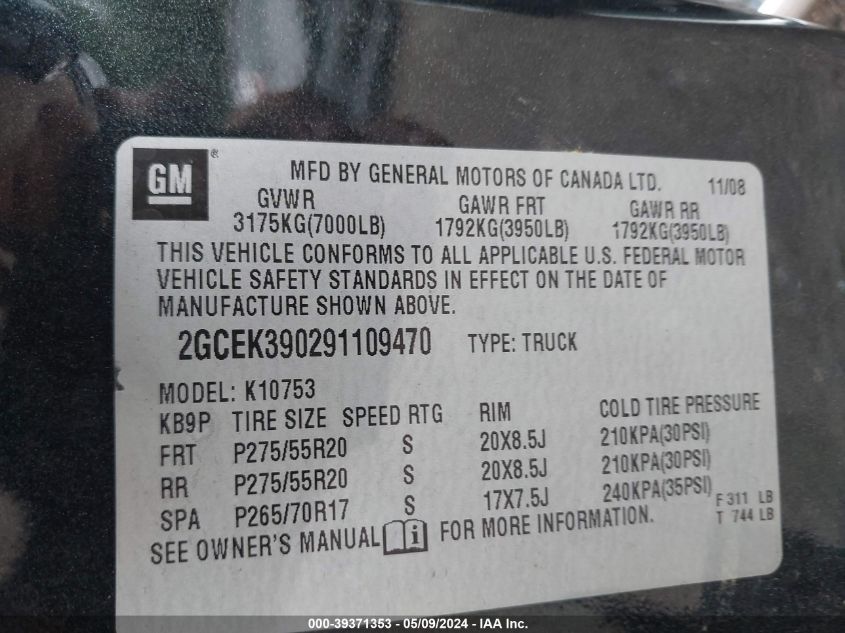 GM ®
MFD BY GENERAL MOTORS OF CANADA LTD. 11/08
GVWR GAWR FRT GAWR RR
3175KG(7000LB) 1792KG(3950LB) 1792KG(3950LB)
THIS VEHICLE CONFORMS TO ALL APPLICABLE U.S. FEDERAL MOTOR
VEHICLE SAFETY STANDARDS IN EFFECT ON THE DATE OF
MANUFACTURE SHOWN ABOVE.
2GCEK390291109470 TYPE: TRUCK
MODEL: K10753
KB9P TIRE SIZE SPEED RTG RIM COLD TIRE PRESSURE
FRT P275/55R20 S 20X8.5J 210KPA(30PSI)
RR P275/55R20 S 20X8.5J 210KPA(30PSI)
SPA P265/70R17 S 17X7.5J 240KPA(35PSI) F 311 LB
T 744 LB
SEE OWNER'S MANUAL i FOR MORE INFORMATION.
000-39371353 - 05/09/2024 - IAA Inc.